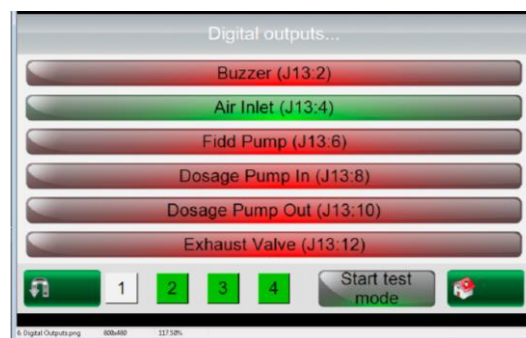 Digital outputs...
Buzzer (J13:2)
Air Inlet (J13:4)
Fidd Pump (J13:6)
Dosage Pump In (J13:8)
Dosage Pump Out (J13:10)
Exhaust Valve (J13:12)
1 2 3 4 Start test mode
6 Digital Outputs.png 800x480 117.50%